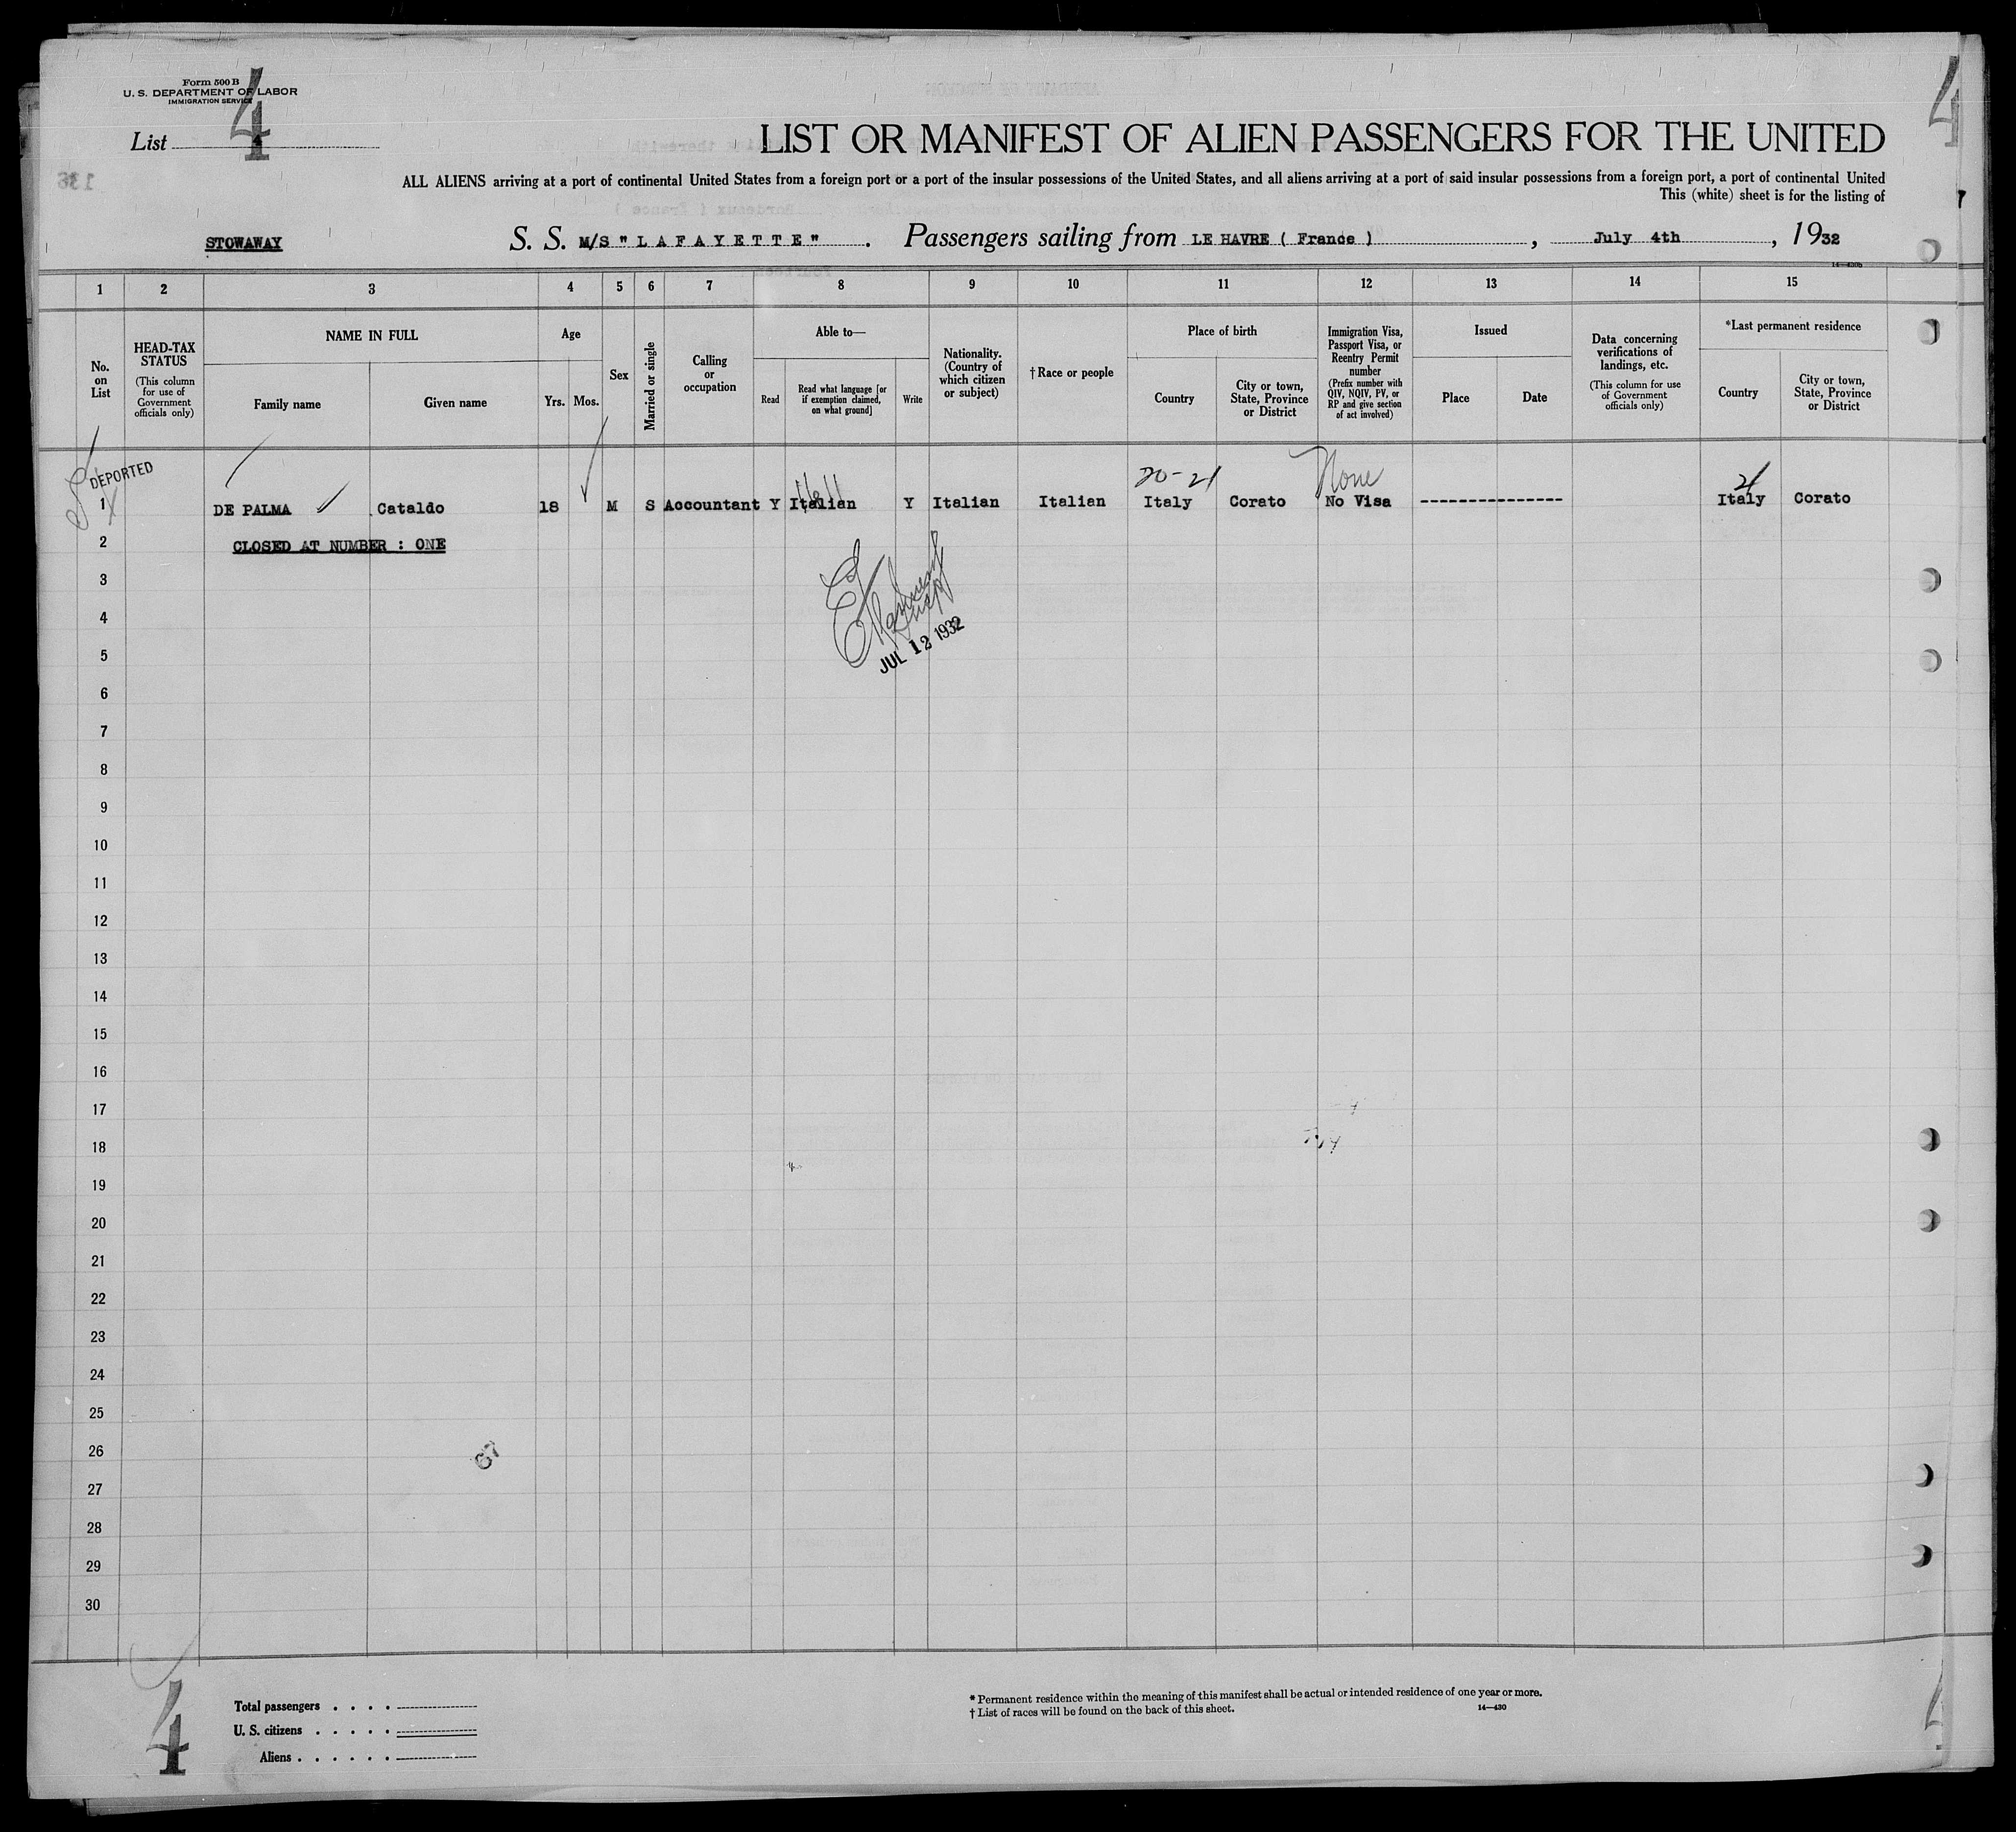 Form 500 B
U. S. DEPARTMENT OF LABOR
IMMIGRATION SERVICE
List 4
4
LIST OR MANIFEST OF ALIEN PASSENGERS FOR THE UNITED
136
ALL ALIENS arriving at a port of continental United States from a foreign port or a port of the insular possessions of the United States, and all aliens arriving at a port of said insular possessions from a foreign port, a port of continental United
This (white) sheet is for the listing of
STOWAWAY S. S. M/S " L A F A Y E T T E " . Passengers sailing from LE HAVRE ( France ) , July 4th , 1932
1 2 3 4 5 6 7 8 9 10 11 12 13 14 15
No. on List
HEAD-TAX STATUS (This column for use of Government officials only)
NAME IN FULL
Family name Given name
Age
Yrs. Mos.
Sex
Married or single
Calling or occupation
Able to—
Read
Read what language [or if exemption claimed, on what ground]
Write
Nationality. (Country of which citizen or subject)
† Race or people
Place of birth
Country
City or town, State, Province or District
Immigration Visa, Passport Visa, or Reentry Permit number (Prefix number with QIV, NQIV, PV, or RP and give section of act involved)
Issued
Place Date
Data concerning verifications of landings, etc. (This column for use of Government officials only)
*Last permanent residence
Country
City or town, State, Province or District
DEPORTED
20-21 None 21
1 DE PALMA Cataldo 18 M S Accountant Y Italian Y Italian Italian Italy Corato No Visa --------------- Italy Corato
2 CLOSED AT NUMBER : ONE
3
4
5
JUL 12 1932
6
7
8
9
10
11
12
13
14
15
16
17
18
19
20
21
22
23
24
25
26
67
27
28
29
30
4
Total passengers . . . .
U. S. citizens . . . . .
Aliens . . . . . .
* Permanent residence within the meaning of this manifest shall be actual or intended residence of one year or more.
† List of races will be found on the back of this sheet. 14—430